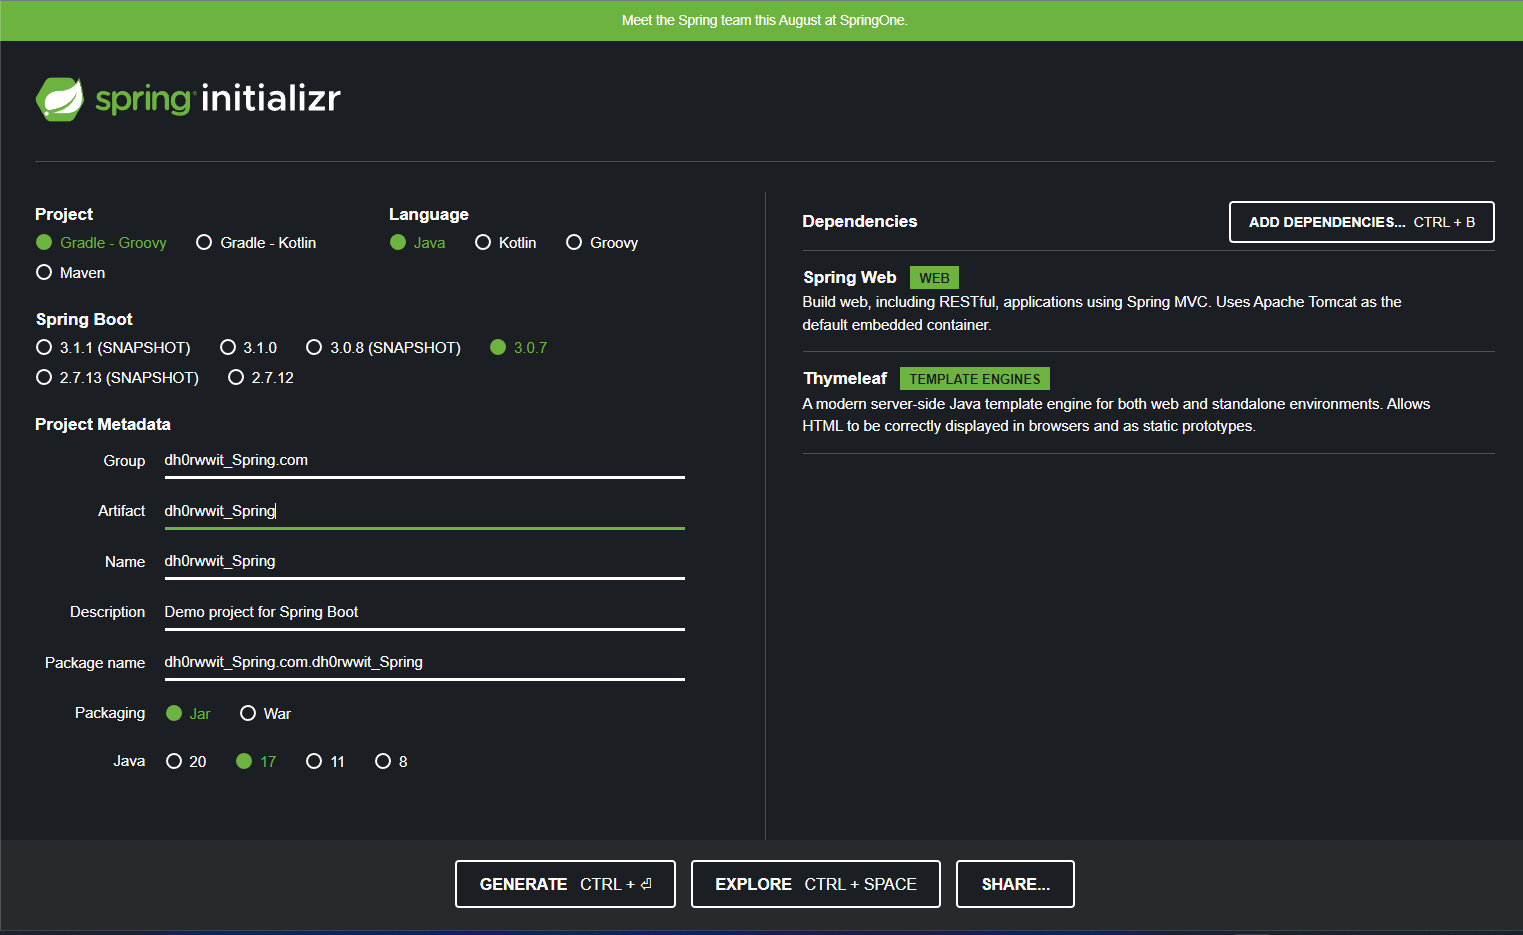 Meet the Spring team this August at SpringOne.
spring initializr
Project
Gradle - Groovy Gradle - Kotlin
Maven
Language
Java Kotlin Groovy
Spring Boot
3.1.1 (SNAPSHOT) 3.1.0 3.0.8 (SNAPSHOT) 3.0.7
2.7.13 (SNAPSHOT) 2.7.12
Project Metadata
Group dh0rwwit_Spring.com
Artifact dh0rwwit_Spring
Name dh0rwwit_Spring
Description Demo project for Spring Boot
Package name dh0rwwit_Spring.com.dh0rwwit_Spring
Packaging Jar War
Java 20 17 11 8
Dependencies ADD DEPENDENCIES... CTRL + B
Spring Web WEB
Build web, including RESTful, applications using Spring MVC. Uses Apache Tomcat as the
default embedded container.
Thymeleaf TEMPLATE ENGINES
A modern server-side Java template engine for both web and standalone environments. Allows
HTML to be correctly displayed in browsers and as static prototypes.
GENERATE CTRL + ⏎ EXPLORE CTRL + SPACE SHARE...